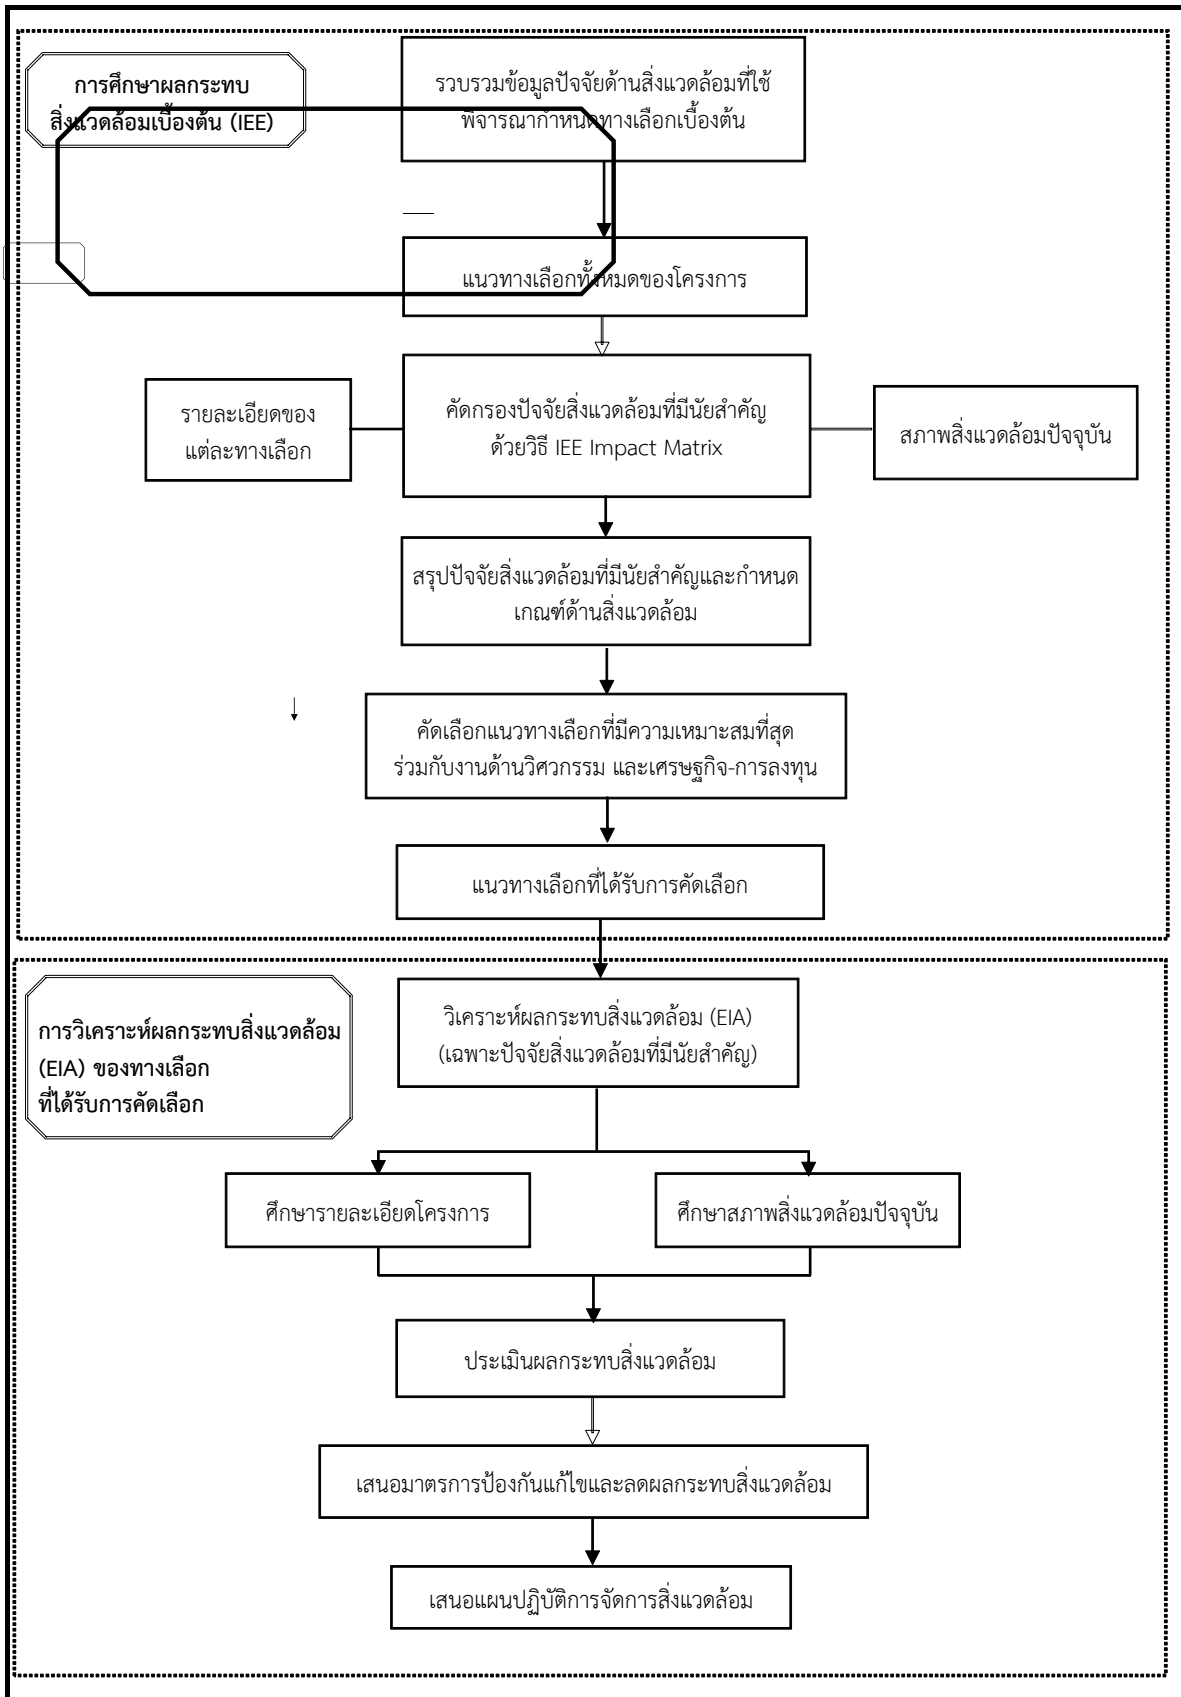 การศึกษาผลกระทบ
สิ่งแวดล้อมเบื้องต้น (IEE)
รวบรวมข้อมูลปัจจัยด้านสิ่งแวดล้อมที่ใช้
พิจารณากำหนดทางเลือกเบื้องต้น
แนวทางเลือกทั้งหมดของโครงการ
รายละเอียดของ
แต่ละทางเลือก
คัดกรองปัจจัยสิ่งแวดล้อมที่มีนัยสำคัญ
ด้วยวิธี IEE Impact Matrix
สภาพสิ่งแวดล้อมปัจจุบัน
สรุปปัจจัยสิ่งแวดล้อมที่มีนัยสำคัญและกำหนด
เกณฑ์ด้านสิ่งแวดล้อม
คัดเลือกแนวทางเลือกที่มีความเหมาะสมที่สุด
ร่วมกับงานด้านวิศวกรรม และเศรษฐกิจ-การลงทุน
แนวทางเลือกที่ได้รับการคัดเลือก
การวิเคราะห์ผลกระทบสิ่งแวดล้อม
(EIA) ของทางเลือก
ที่ได้รับการคัดเลือก
วิเคราะห์ผลกระทบสิ่งแวดล้อม (EIA)
(เฉพาะปัจจัยสิ่งแวดล้อมที่มีนัยสำคัญ)
ศึกษารายละเอียดโครงการ
ศึกษาสภาพสิ่งแวดล้อมปัจจุบัน
ประเมินผลกระทบสิ่งแวดล้อม
เสนอมาตรการป้องกันแก้ไขและลดผลกระทบสิ่งแวดล้อม
เสนอแผนปฏิบัติการจัดการสิ่งแวดล้อม